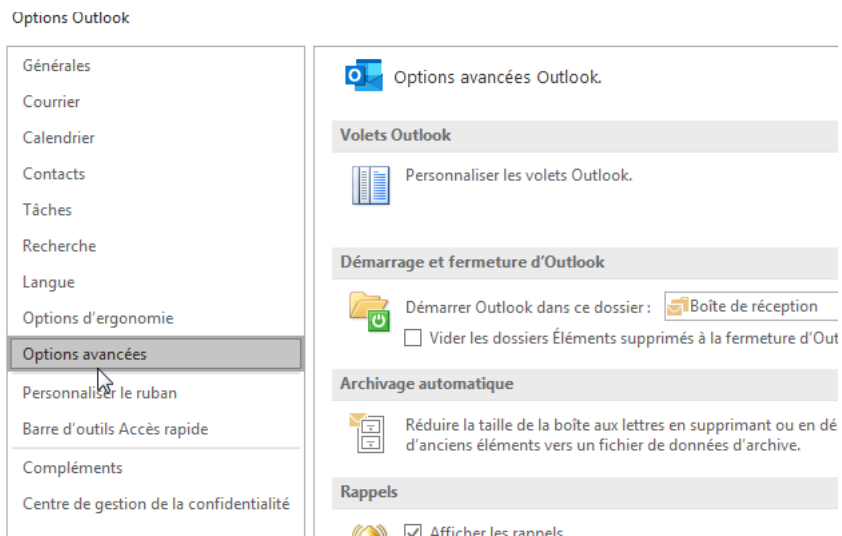 Options Outlook
Générales
Courrier
Calendrier
Contacts
Tâches
Recherche
Langue
Options d'ergonomie
Options avancées
Personnaliser le ruban
Barre d'outils Accès rapide
Compléments
Centre de gestion de la confidentialité
Options avancées Outlook.
Volets Outlook
Personnaliser les volets Outlook.
Démarrage et fermeture d'Outlook
Démarrer Outlook dans ce dossier : Boîte de réception
Vider les dossiers Éléments supprimés à la fermeture d'Out
Archivage automatique
Réduire la taille de la boîte aux lettres en supprimant ou en dé
d'anciens éléments vers un fichier de données d'archive.
Rappels
Afficher les rappels